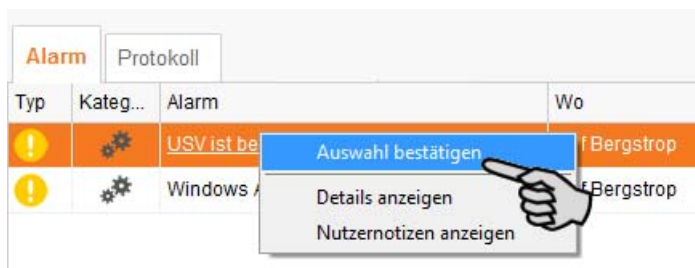 Alarm Protokoll
Typ Kateg... Alarm Wo
USV ist be Auswahl bestätigen f Bergstrop
Windows A f Bergstrop
Details anzeigen
Nutzernotizen anzeigen